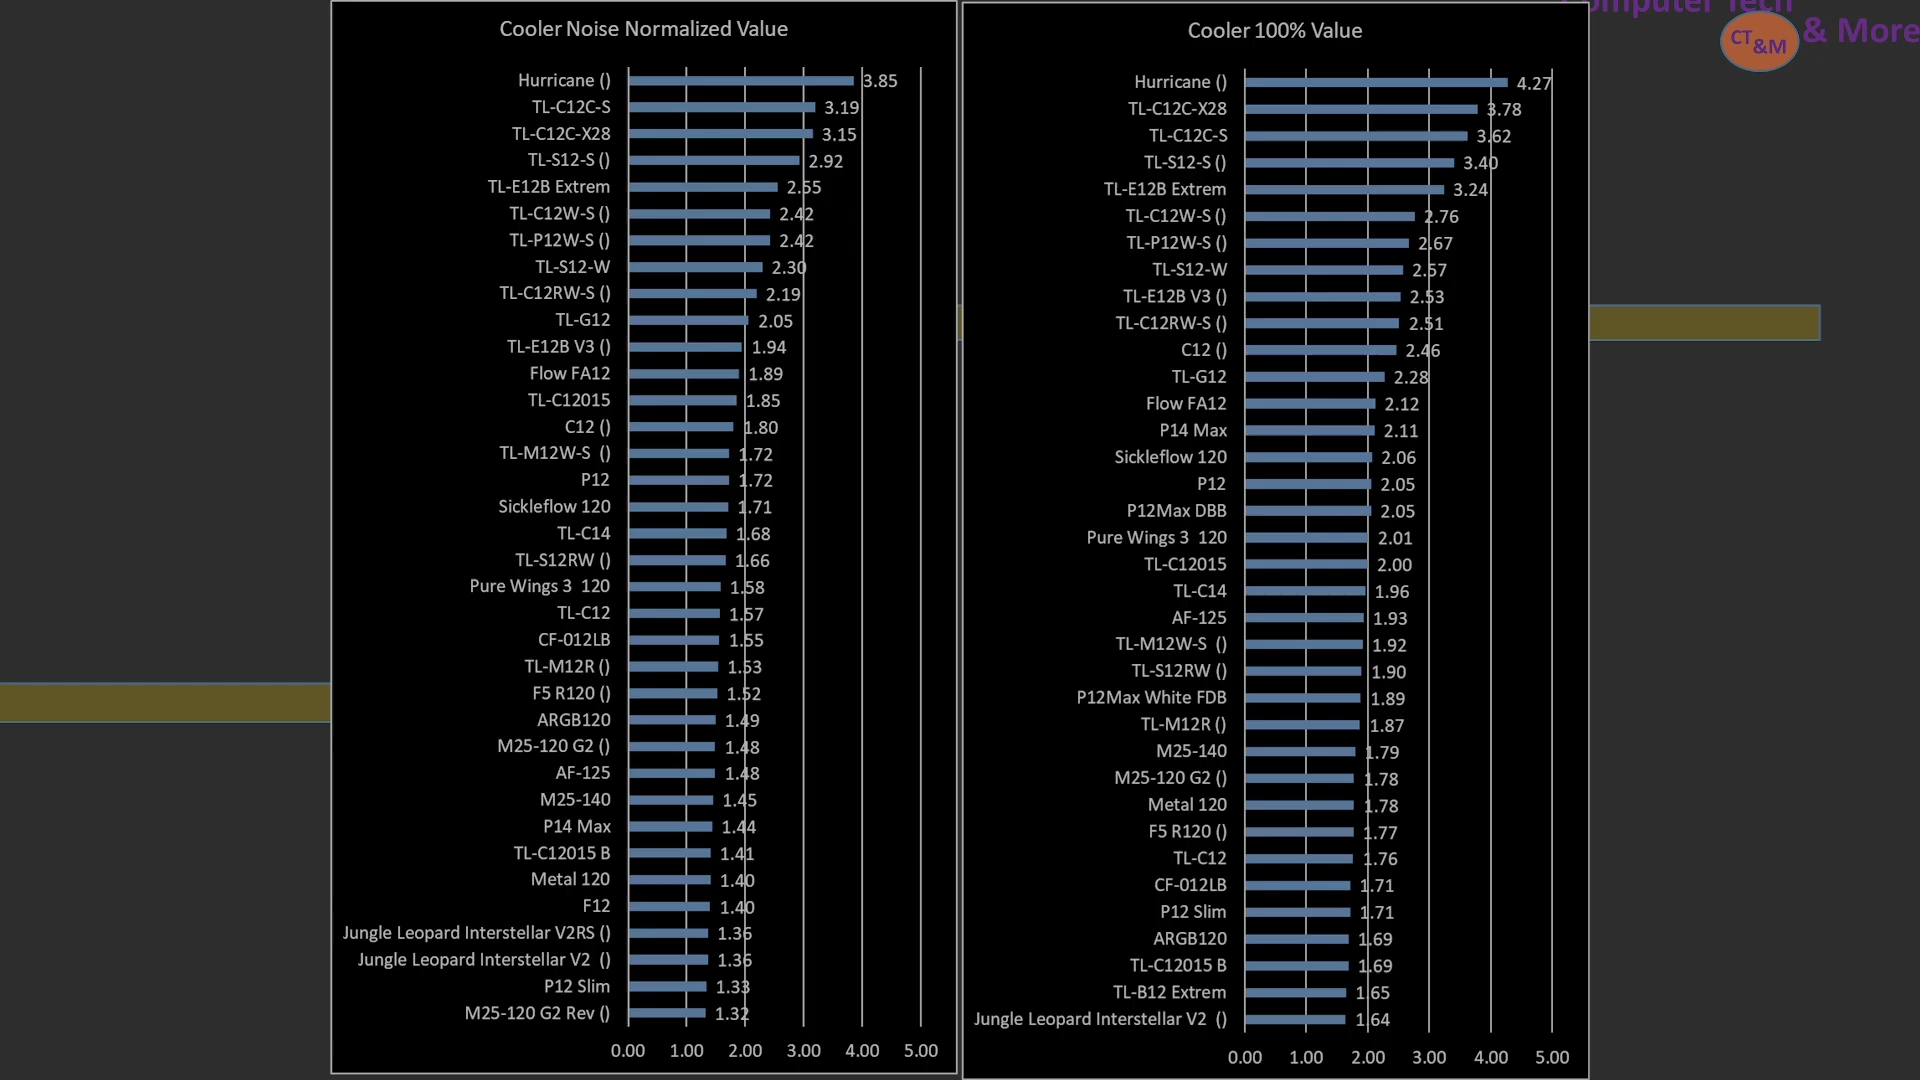 Computer Tech
CT
&M
& More
Cooler Noise Normalized Value
Hurricane () 3.85
TL-C12C-S 3.19
TL-C12C-X28 3.15
TL-S12-S () 2.92
TL-E12B Extrem 2.55
TL-C12W-S () 2.42
TL-P12W-S () 2.42
TL-S12-W 2.30
TL-C12RW-S () 2.19
TL-G12 2.05
TL-E12B V3 () 1.94
Flow FA12 1.89
TL-C12015 1.85
C12 () 1.80
TL-M12W-S () 1.72
P12 1.72
Sickleflow 120 1.71
TL-C14 1.68
TL-S12RW () 1.66
Pure Wings 3 120 1.58
TL-C12 1.57
CF-012LB 1.55
TL-M12R () 1.53
F5 R120 () 1.52
ARGB120 1.49
M25-120 G2 () 1.48
AF-125 1.48
M25-140 1.45
P14 Max 1.44
TL-C12015 B 1.41
Metal 120 1.40
F12 1.40
Jungle Leopard Interstellar V2RS () 1.36
Jungle Leopard Interstellar V2 () 1.36
P12 Slim 1.33
M25-120 G2 Rev () 1.32
0.00 1.00 2.00 3.00 4.00 5.00
Cooler 100% Value
Hurricane () 4.27
TL-C12C-X28 3.78
TL-C12C-S 3.62
TL-S12-S () 3.40
TL-E12B Extrem 3.24
TL-C12W-S () 2.76
TL-P12W-S () 2.67
TL-S12-W 2.57
TL-E12B V3 () 2.53
TL-C12RW-S () 2.51
C12 () 2.46
TL-G12 2.28
Flow FA12 2.12
P14 Max 2.11
Sickleflow 120 2.06
P12 2.05
P12Max DBB 2.05
Pure Wings 3 120 2.01
TL-C12015 2.00
TL-C14 1.96
AF-125 1.93
TL-M12W-S () 1.92
TL-S12RW () 1.90
P12Max White FDB 1.89
TL-M12R () 1.87
M25-140 1.79
M25-120 G2 () 1.78
Metal 120 1.78
F5 R120 () 1.77
TL-C12 1.76
CF-012LB 1.71
P12 Slim 1.71
ARGB120 1.69
TL-C12015 B 1.69
TL-B12 Extrem 1.65
Jungle Leopard Interstellar V2 () 1.64
0.00 1.00 2.00 3.00 4.00 5.00